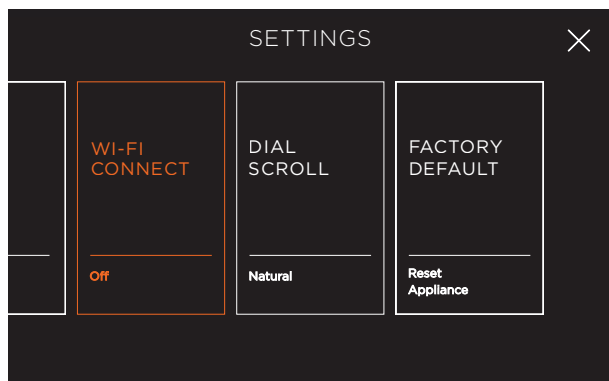 SETTINGS
WI-FI
CONNECT
Off
DIAL
SCROLL
Natural
FACTORY
DEFAULT
Reset
Appliance